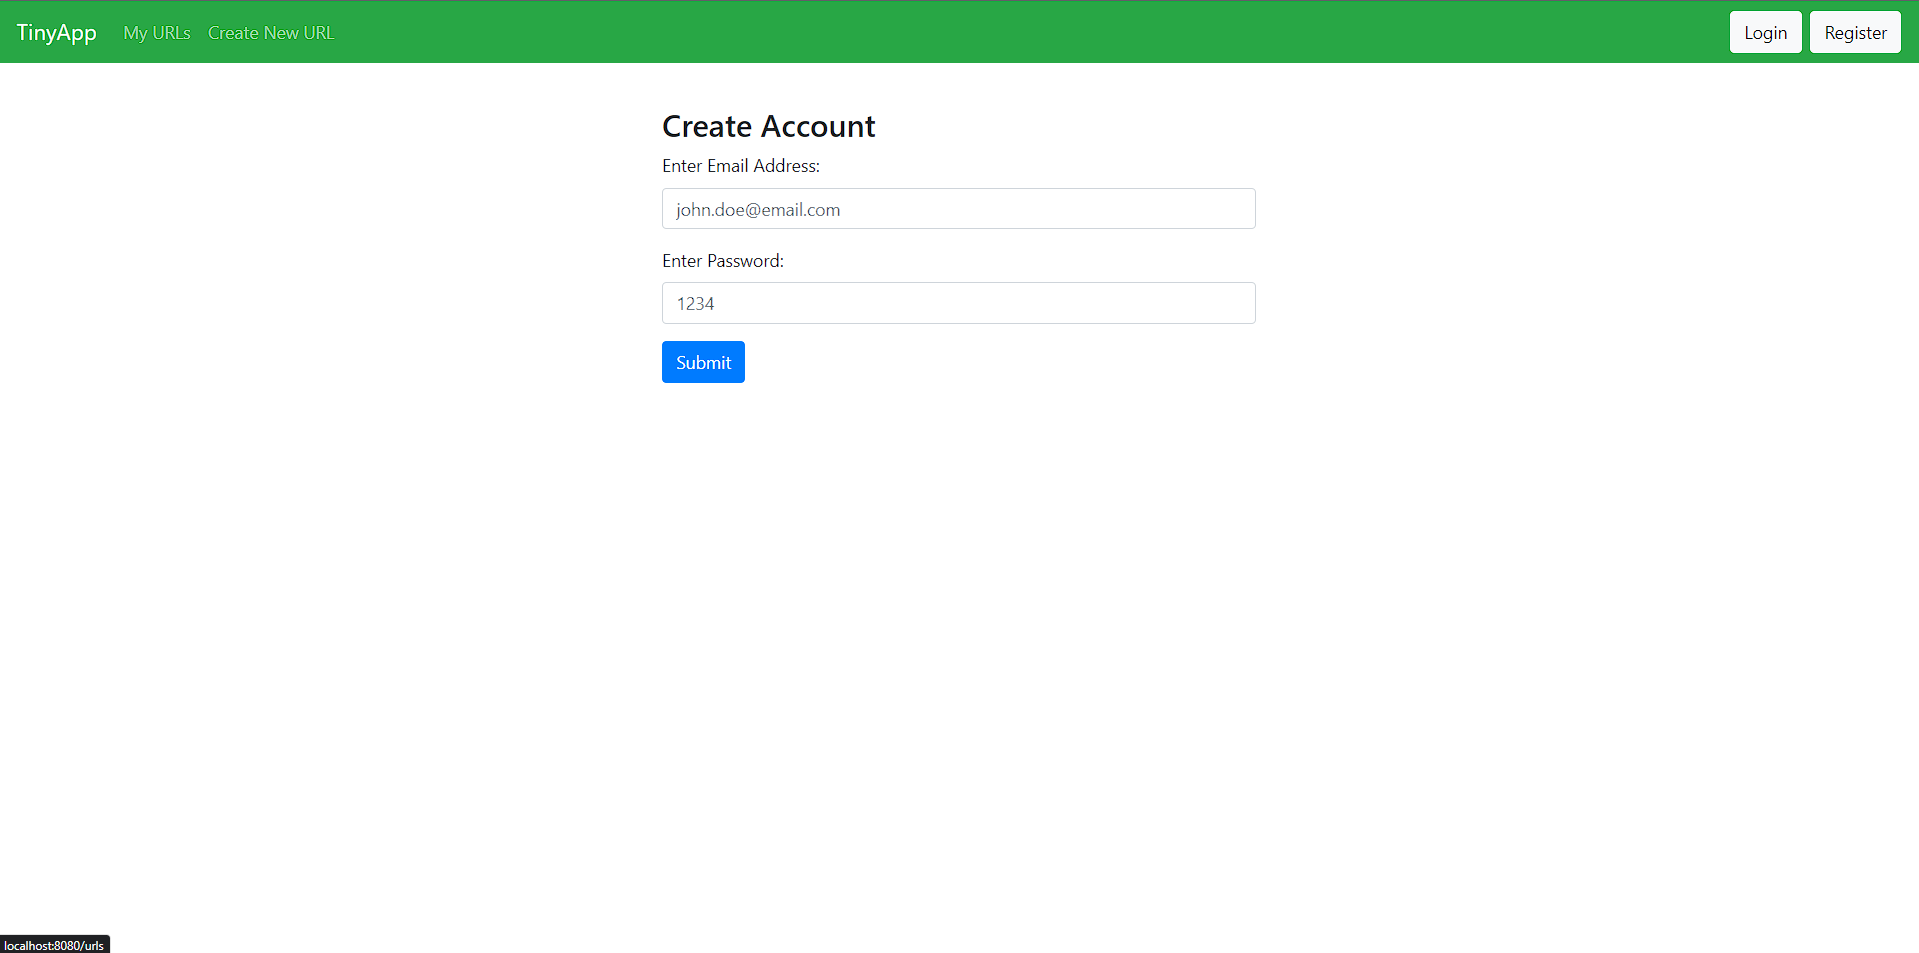 TinyApp My URLs Create New URL Login Register
Create Account
Enter Email Address:
john.doe@email.com
Enter Password:
1234
Submit
localhost:8080/urls